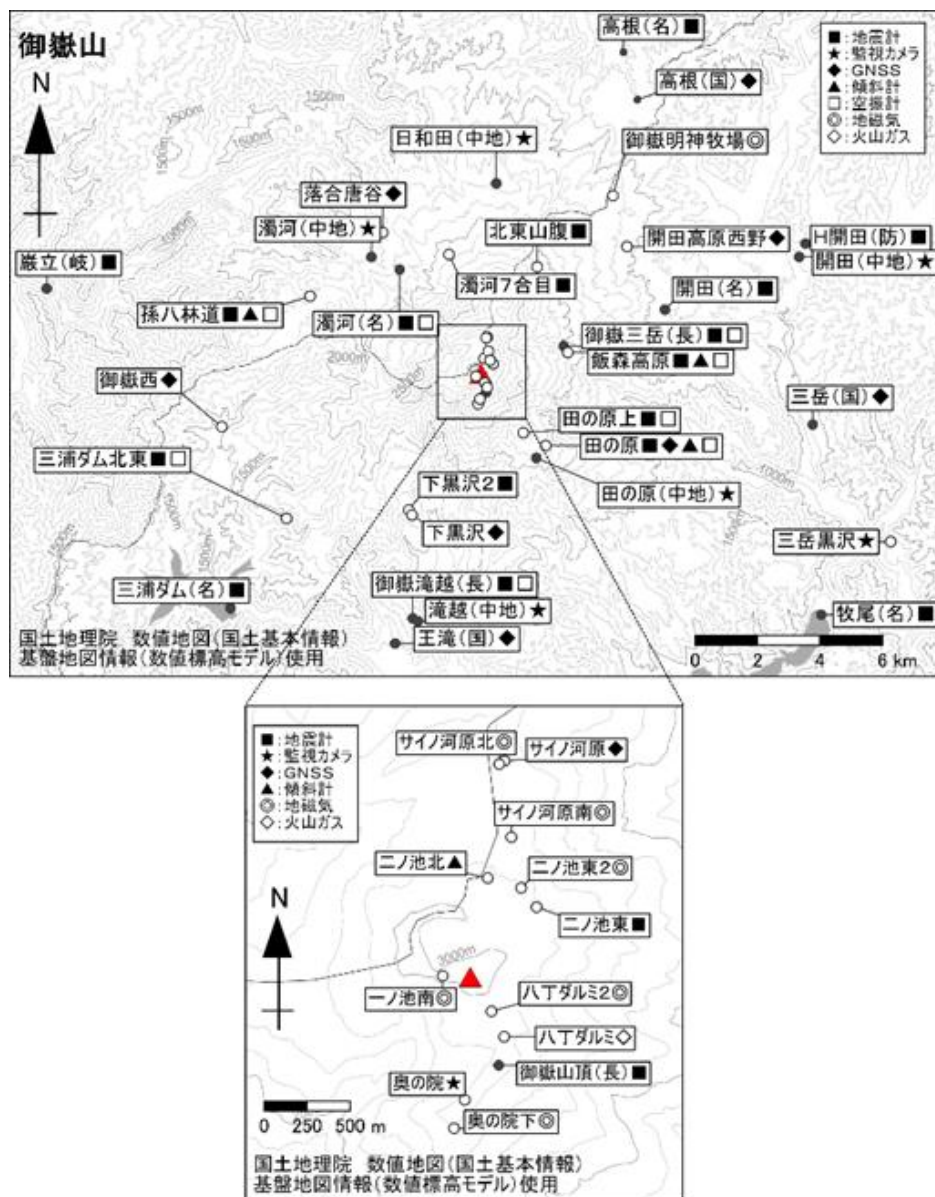 御嶽山
N
高根(名)■
高根(国)◆
■:地震計
★:監視カメラ
◆:GNSS
▲:傾斜計
□:空振計
◎:地磁気
◇:火山ガス
1500m
1500m
1500m
1500m
日和田(中地)★
御嶽明神牧場◎
落合唐谷◆
濁河(中地)★
北東山腹■
開田高原西野◆
H開田(防)■
開田(中地)★
巌立(岐)■
濁河7合目■
孫八林道■▲□
濁河(名)■□
開田(名)■
2000m
御嶽三岳(長)■□
飯森高原■▲□
御嶽西◆
三岳(国)◆
田の原上■□
田の原■◆▲□
三浦ダム北東■□
1500m
1500m
1000m
下黒沢2■
田の原(中地)★
下黒沢◆
三岳黒沢★
1500m
三浦ダム(名)■
御嶽滝越(長)■□
滝越(中地)★
王滝(国)◆
牧尾(名)■
国土地理院 数値地図(国土基本情報)
基盤地図情報(数値標高モデル)使用
0 2 4 6 km
■:地震計
★:監視カメラ
◆:GNSS
▲:傾斜計
◎:地磁気
◇:火山ガス
サイノ河原北◎
サイノ河原◆
サイノ河原南◎
二ノ池北▲
二ノ池東2◎
二ノ池東■
N
3000m
一ノ池南◎
八丁ダルミ2◎
八丁ダルミ◇
御嶽山頂(長)■
奥の院★
奥の院下◎
0 250 500 m
国土地理院 数値地図(国土基本情報)
基盤地図情報(数値標高モデル)使用